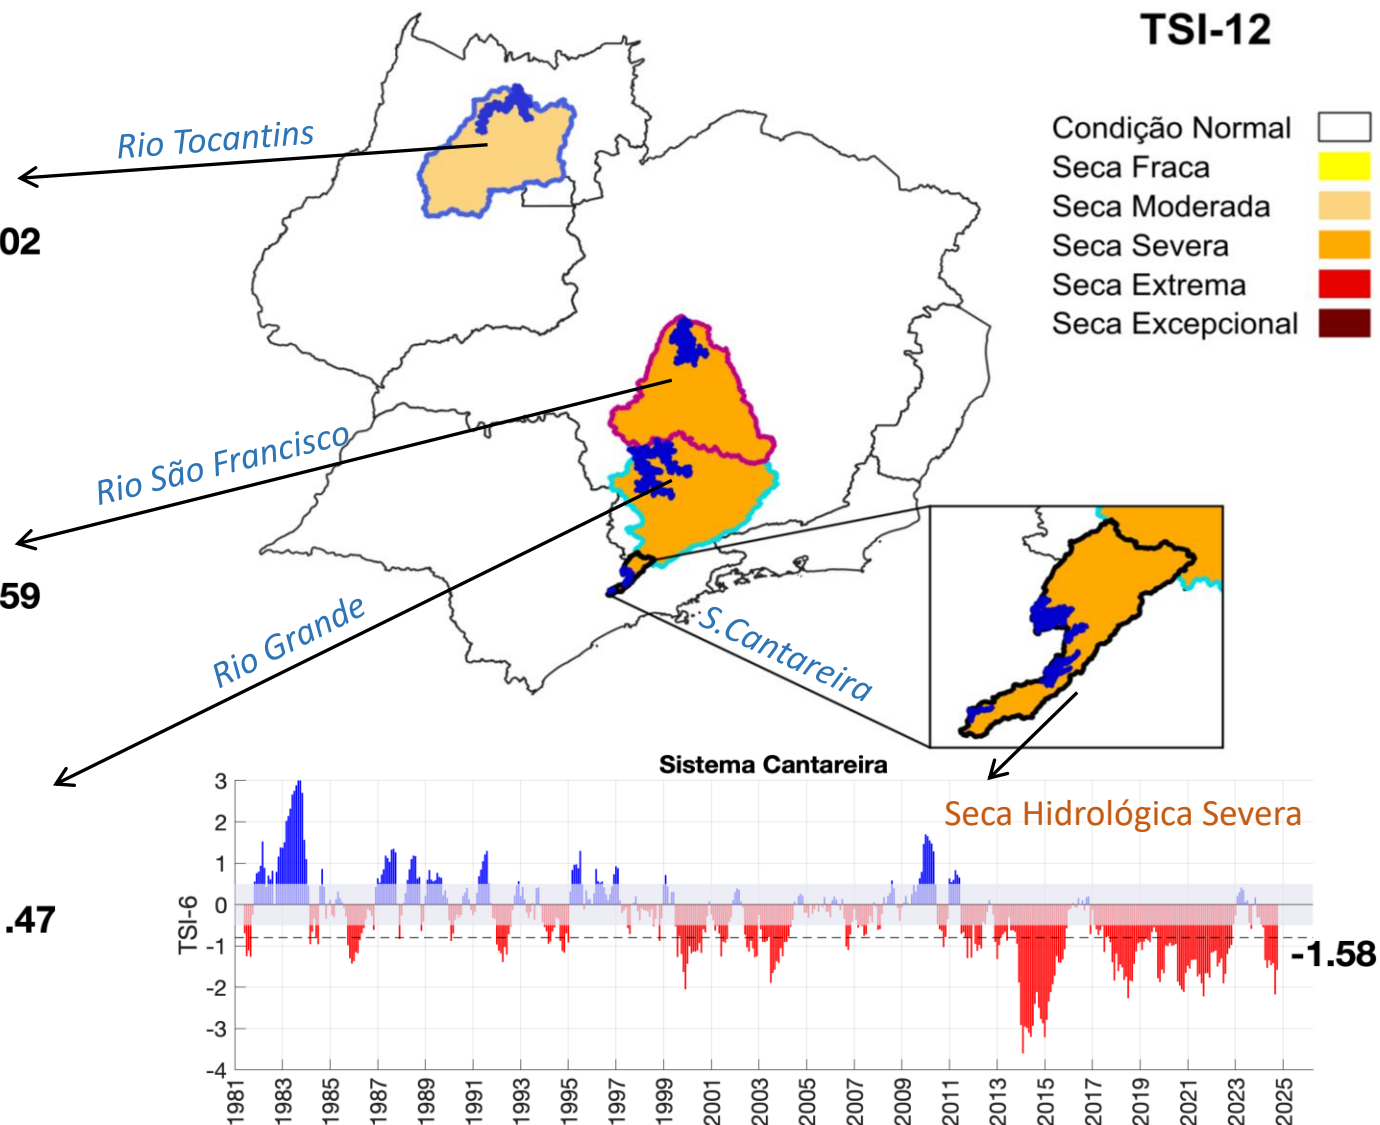 TSI-12
Condição Normal
Seca Fraca
Seca Moderada
Seca Severa
Seca Extrema
Seca Excepcional
Rio Tocantins
02
Rio São Francisco
59
Rio Grande
S.Cantareira
.47
Sistema Cantareira
Seca Hidrológica Severa
TSI-6
3
2
1
0
-1
-2
-3
-4
-1.58
1981 1983 1985 1987 1989 1991 1993 1995 1997 1999 2001 2003 2005 2007 2009 2011 2013 2015 2017 2019 2021 2023 2025